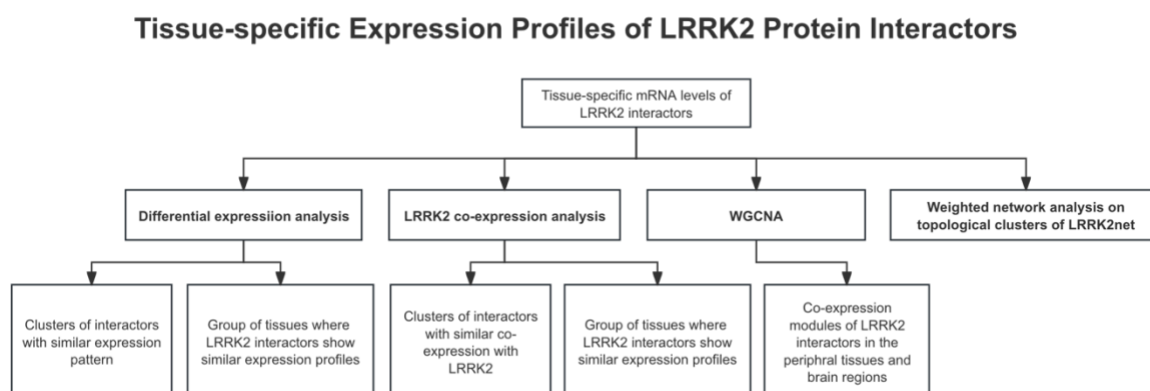 Tissue-specific Expression Profiles of LRRK2 Protein Interactors
Tissue-specific mRNA levels of
LRRK2 interactors
Differential expressiion analysis
LRRK2 co-expression analysis
WGCNA
Weighted network analysis on
topological clusters of LRRK2net
Clusters of interactors
with similar expression
pattern
Group of tissues where
LRRK2 interactors show
similar expression profiles
Clusters of interactors
with similar co-
expression with
LRRK2
Group of tissues where
LRRK2 interactors show
similar expression profiles
Co-expression
modules of LRRK2
interactors in the
periphral tissues and
brain regions